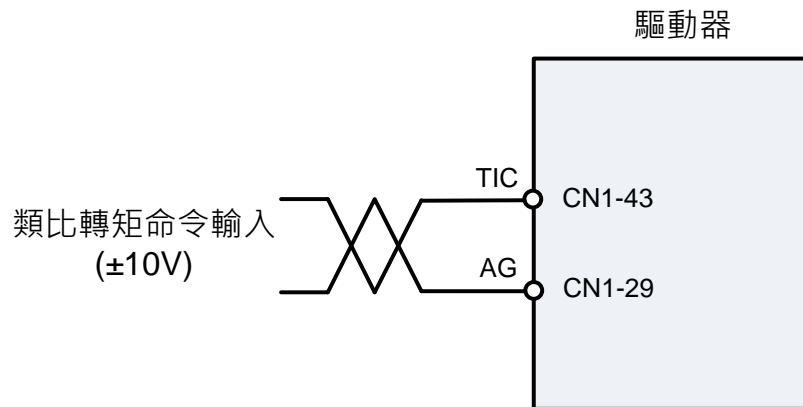 驅動器
TIC
CN1-43
類比轉矩命令輸入
(±10V)
AG
CN1-29